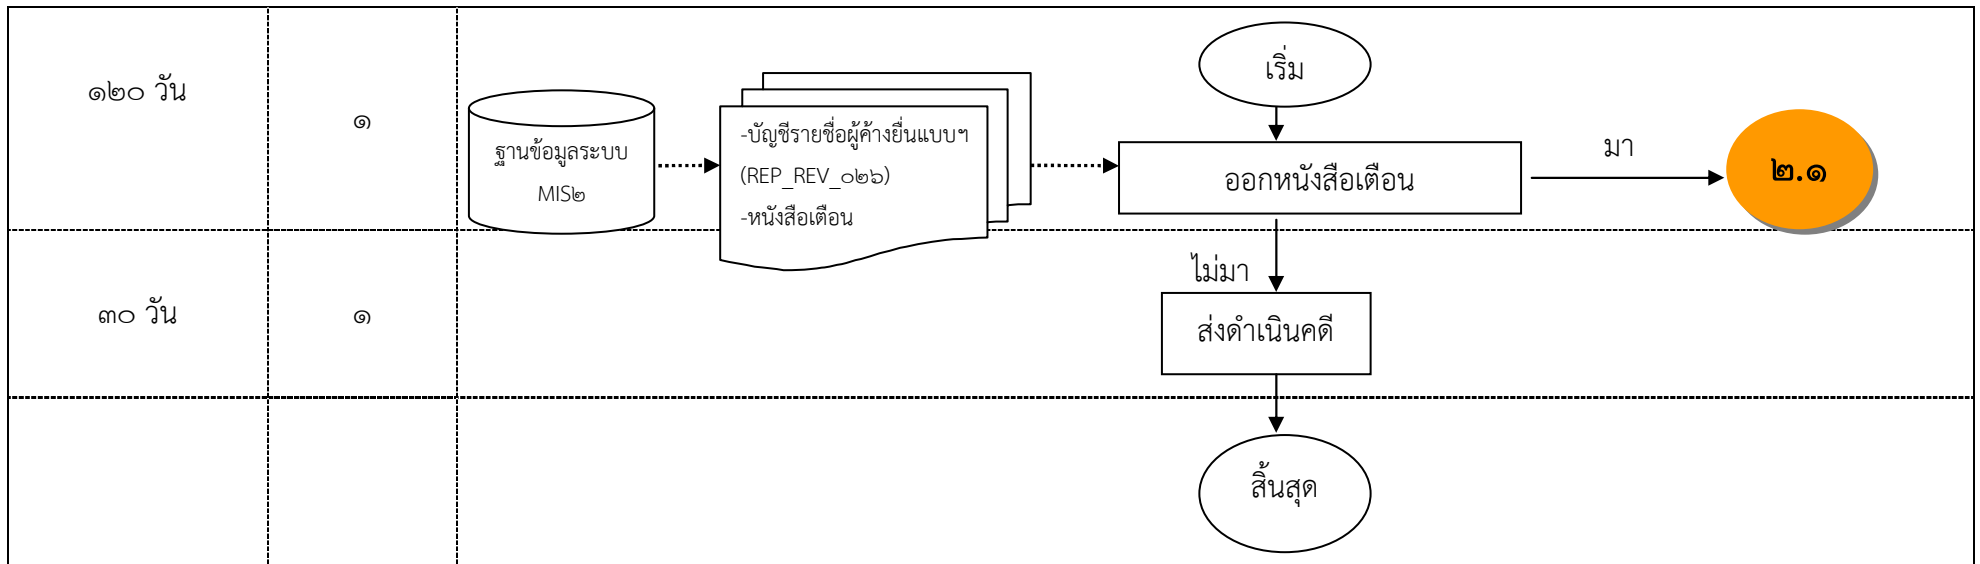 ๑๒๐ วัน
๑
ฐานข้อมูลระบบ
MIS๒
-บัญชีรายชื่อผู้ค้างยื่นแบบฯ
(REP_REV_๐๒๖)
-หนังสือเตือน
เริ่ม
ออกหนังสือเตือน
มา
๒.๑
๓๐ วัน
๑
ไม่มา
ส่งดำเนินคดี
สิ้นสุด